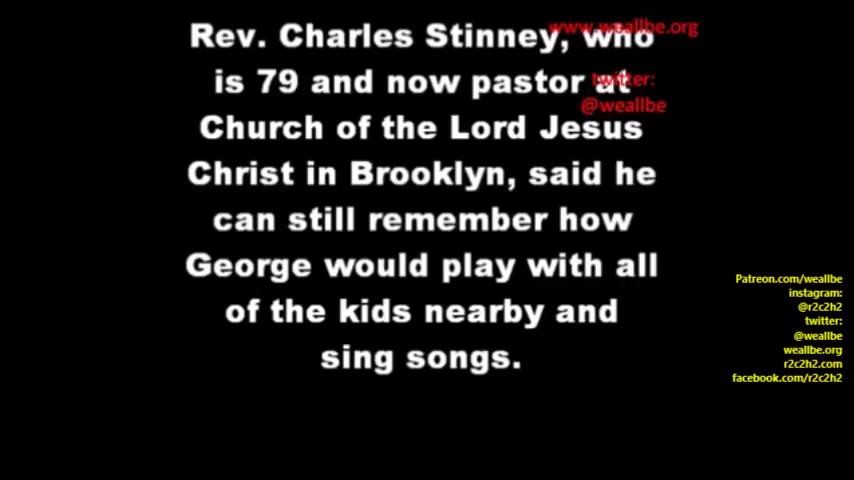 Rev. Charles Stinney, who
www.weallbe.org
is 79 and now pastor at
twitter:
@weallbe
Church of the Lord Jesus
Christ in Brooklyn, said he
can still remember how
George would play with all
of the kids nearby and
sing songs.
Patreon.com/weallbe
instagram:
@r2c2h2
twitter:
@weallbe
weallbe.org
r2c2h2.com
facebook.com/r2c2h2